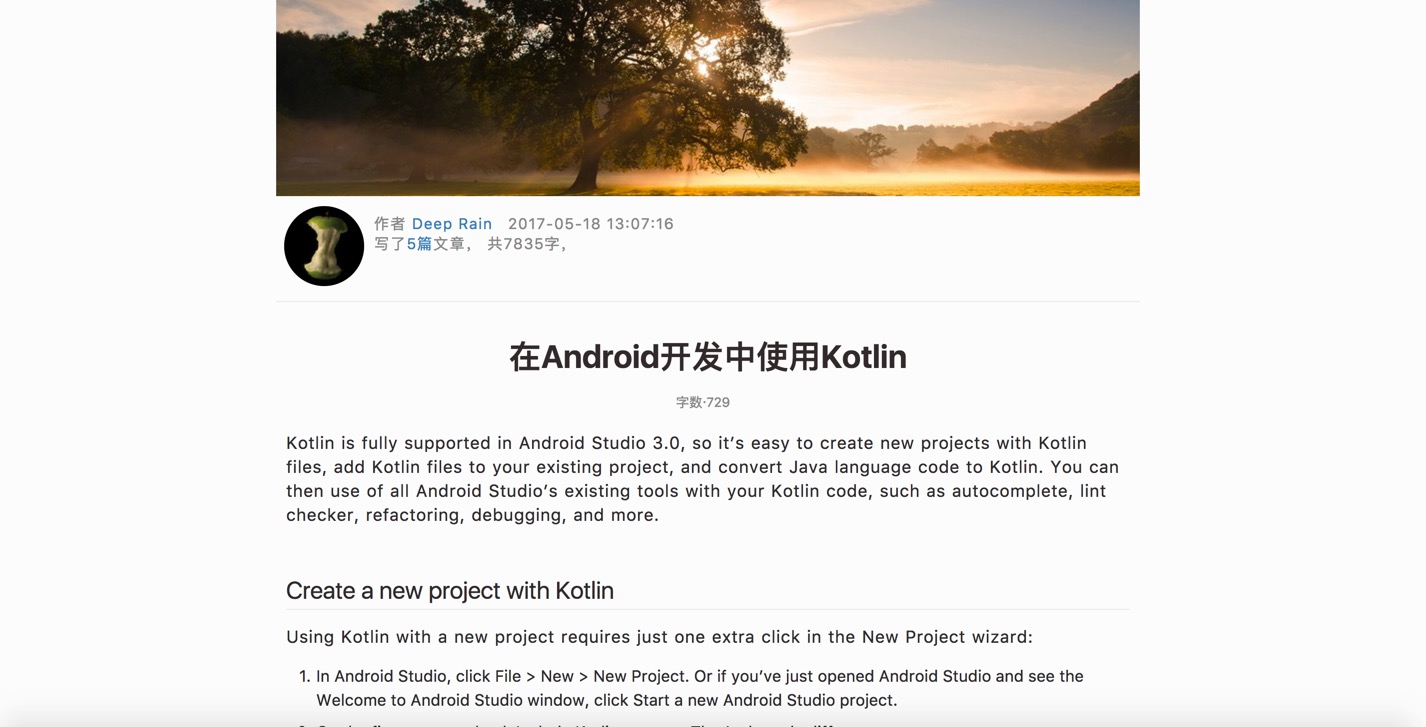 作者 Deep Rain 2017-05-18 13:07:16
写了5篇文章， 共7835字，
在Android开发中使用Kotlin
字数·729
Kotlin is fully supported in Android Studio 3.0, so it’s easy to create new projects with Kotlin
files, add Kotlin files to your existing project, and convert Java language code to Kotlin. You can
then use of all Android Studio’s existing tools with your Kotlin code, such as autocomplete, lint
checker, refactoring, debugging, and more.
Create a new project with Kotlin
Using Kotlin with a new project requires just one extra click in the New Project wizard:
1. In Android Studio, click File > New > New Project. Or if you’ve just opened Android Studio and see the
Welcome to Android Studio window, click Start a new Android Studio project.